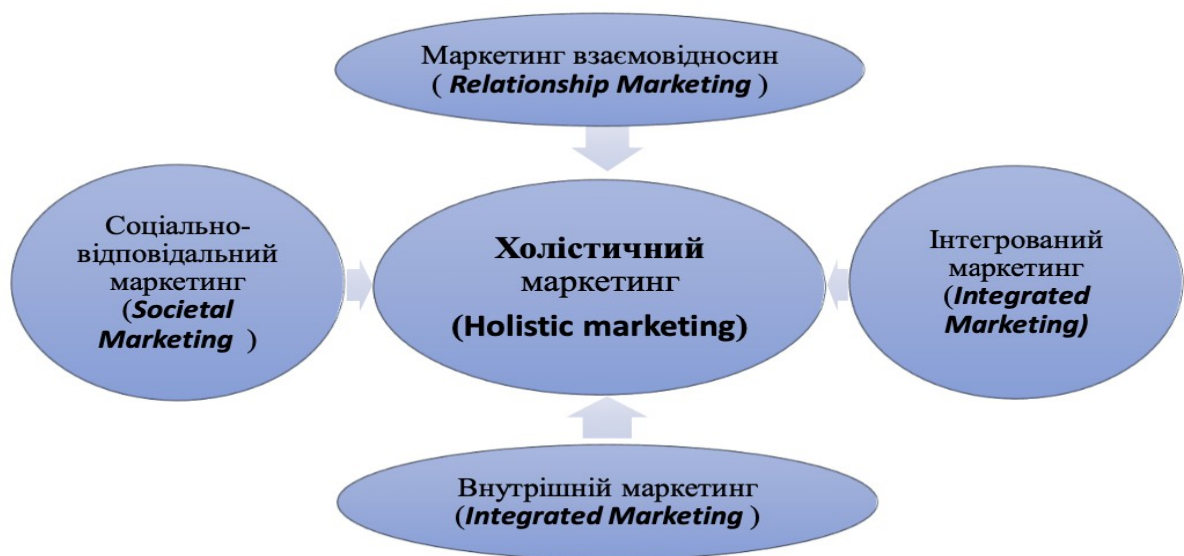 Маркетинг взаємовідносин
( Relationship Marketing )
Соціально-
відповідальний
маркетинг
(Societal
Marketing )
Холістичний
маркетинг
(Holistic marketing)
Інтегрований
маркетинг
(Integrated
Marketing)
Внутрішній маркетинг
(Integrated Marketing )